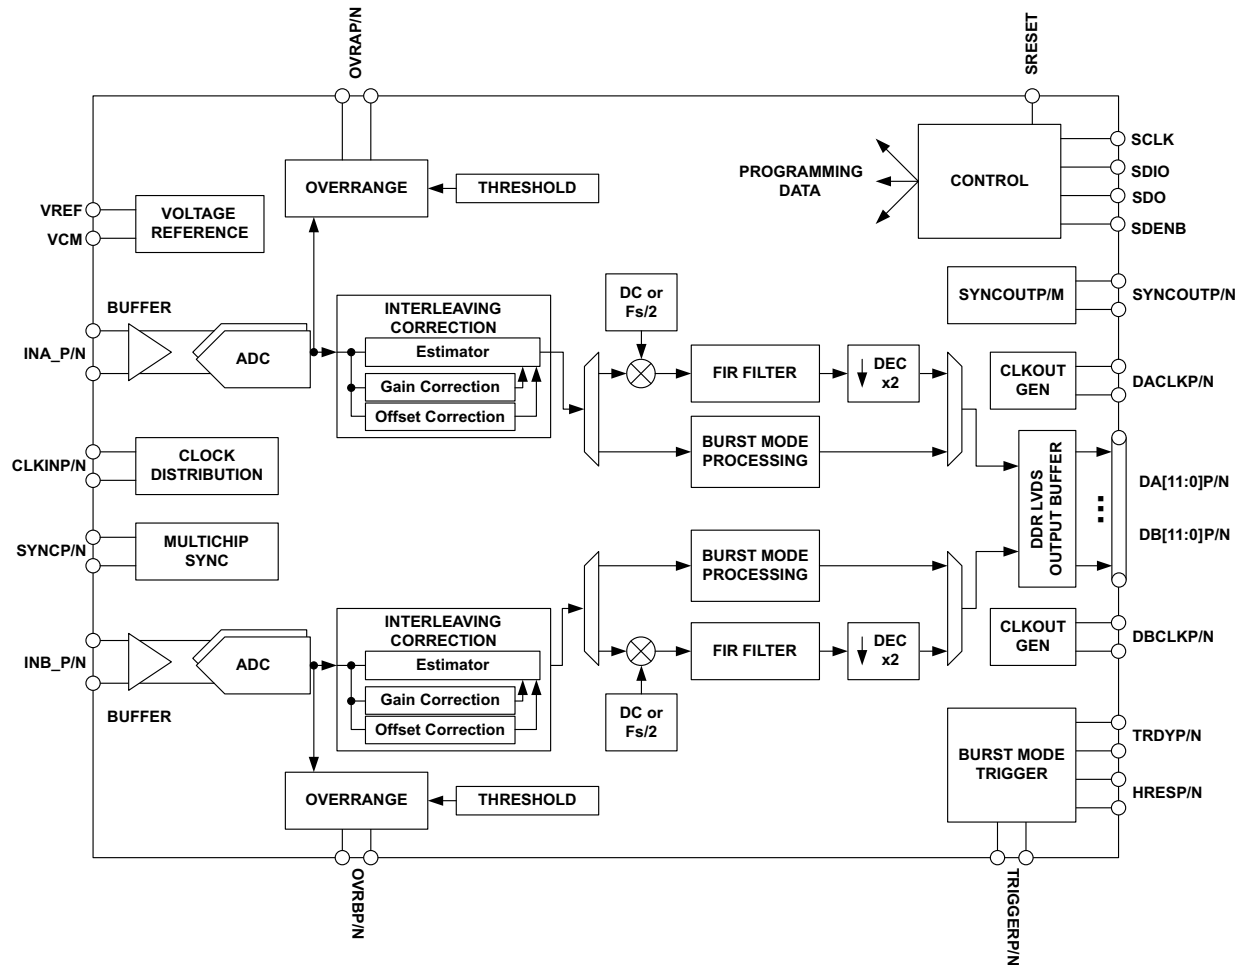 OVRAP/N
SRESET
OVERRANGE
THRESHOLD
PROGRAMMING
DATA
CONTROL
SCLK
SDIO
SDO
SDENB
VREF
VCM
VOLTAGE
REFERENCE
BUFFER
INA_P/N
ADC
INTERLEAVING
CORRECTION
Estimator
Gain Correction
Offset Correction
DC or
Fs/2
FIR FILTER
DEC
x2
BURST MODE
PROCESSING
SYNCOUTP/M
SYNCOUTP/N
CLKOUT
GEN
DACLKP/N
CLKINP/N
CLOCK
DISTRIBUTION
SYNCP/N
MULTICHIP
SYNC
DDR LVDS
OUTPUT BUFFER
...
DA[11:0]P/N
DB[11:0]P/N
BURST MODE
PROCESSING
INB_P/N
ADC
BUFFER
INTERLEAVING
CORRECTION
Estimator
Gain Correction
Offset Correction
FIR FILTER
DEC
x2
DC or
Fs/2
CLKOUT
GEN
DBCLKP/N
OVERRANGE
THRESHOLD
BURST MODE
TRIGGER
TRDYP/N
HRESP/N
OVRBP/N
TRIGGERP/N